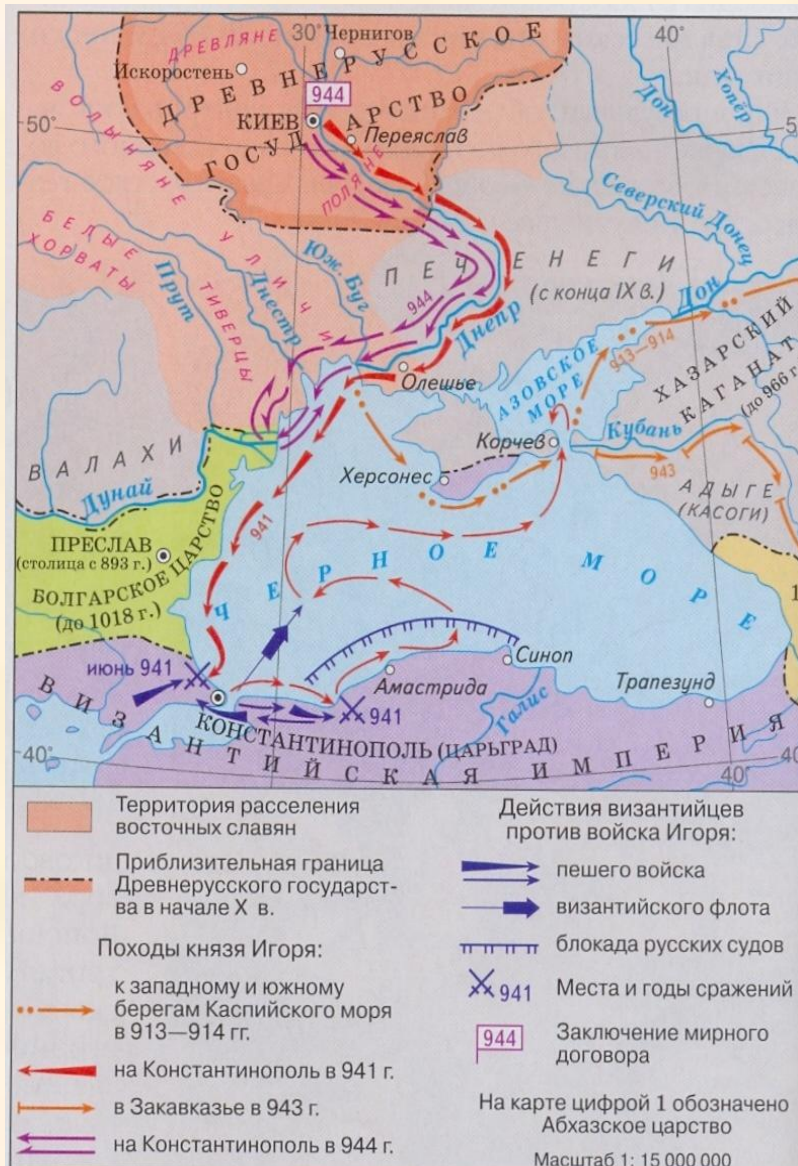 30°
Чернигов
40°
ДРЕВЛЯНЕ
Искоростень
ДРЕВНЕРУССКОЕ
ГОСУДАРСТВО
944
КИЕВ
Переяслав
50°
Дон
Хопёр
ВОЛЫНЯНЕ
ПОЛЯНЕ
Северский Донец
БЕЛЫЕ
ХОРВАТЫ
УЛИЧИ
ТИВЕРЦЫ
Прут
Днестр
Юж. Буг
944
ПЕЧЕНЕГИ
(с конца IX в.)
Днепр
Дон
913—914
Олешье
АЗОВСКОЕ
МОРЕ
ХАЗАРСКИЙ
КАГАНАТ
(до 966 г.
Корчев
Кубань
943
ВАЛАХИ
Херсонес
АДЫГЕ
(КАСОГИ)
Дунай
941
ПРЕСЛАВ
(столица с 893 г.)
БОЛГАРСКОЕ ЦАРСТВО
(до 1018 г.)
ЧЕРНОЕ МОРЕ
1
июнь 941
Синоп
Амастрида
Трапезунд
941
Галис
КОНСТАНТИНОПОЛЬ (ЦАРЬГРАД)
ВИЗАНТИЙСКАЯ ИМПЕРИЯ
40°
40°
40
Территория расселения
восточных славян
Приблизительная граница
Древнерусского государст-
ва в начале X в.
Походы князя Игоря:
к западному и южному
берегам Каспийского моря
в 913—914 гг.
на Константинополь в 941 г.
в Закавказье в 943 г.
на Константинополь в 944 г.
Действия византийцев
против войска Игоря:
пешего войска
византийского флота
блокада русских судов
941 Места и годы сражений
944 Заключение мирного
договора
На карте цифрой 1 обозначено
Абхазское царство
Масштаб 1: 15 000 000